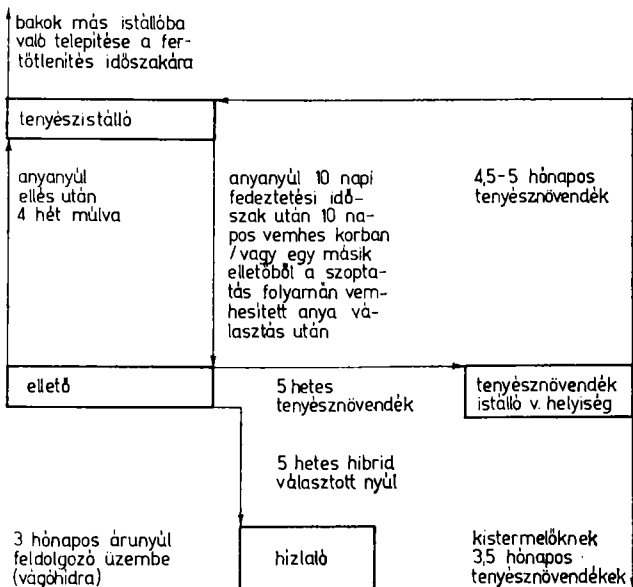 bakok más istállóba
való telepitése a fer-
tőtlenítés időszakára
tenyészistálló
anyanyúl
ellés után
4 hét múlva
anyanyúl 10 napi
fedeztetési idő-
szak után 10 na-
pos vemhes korban
/vagy egy másik
elletőből a szopta-
tás folyamán vem-
hesített anya vá-
lasztás után
4,5-5 hónapos
tenyésznövendék
ellető
5 hetes
tenyésznövendék
tenyésznövendék
istálló v. helyiség
5 hetes hibrid
választott nyúl
3 hónapos árunyúl
feldolgozó üzembe
(vágóhídra)
hizlaló
kistermelőknek
3,5 hónapos
tenyésznövendékek